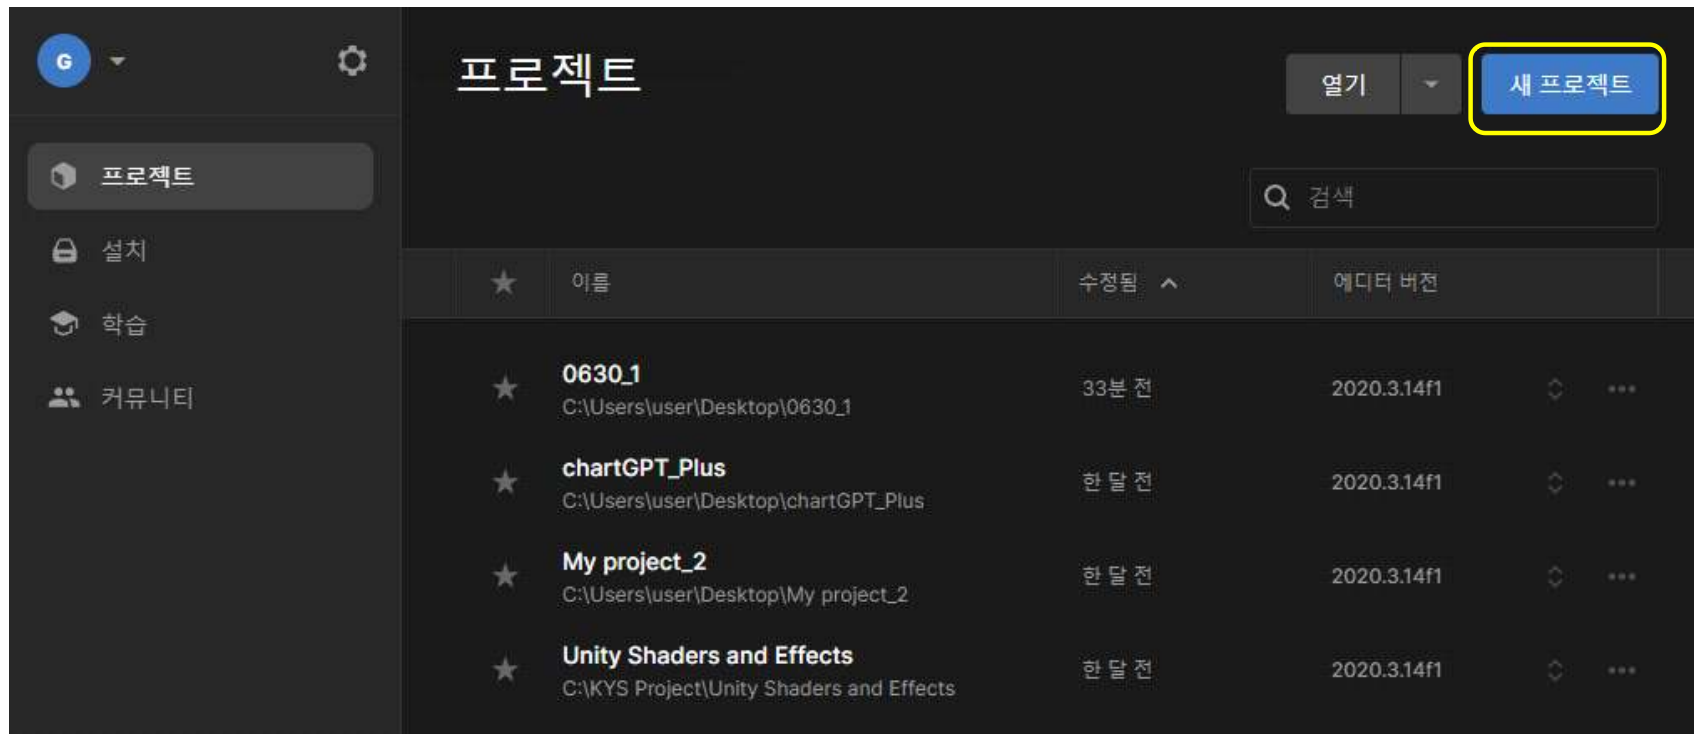 G
프로젝트
열기
새 프로젝트
프로젝트
설치
학습
커뮤니티
검색
이름 수정됨 에디터 버전
0630_1
C:\Users\user\Desktop\0630_1
33분 전 2020.3.14f1
chartGPT_Plus
C:\Users\user\Desktop\chartGPT_Plus
한 달 전 2020.3.14f1
My project_2
C:\Users\user\Desktop\My project_2
한 달 전 2020.3.14f1
Unity Shaders and Effects
C:\KYS Project\Unity Shaders and Effects
한 달 전 2020.3.14f1